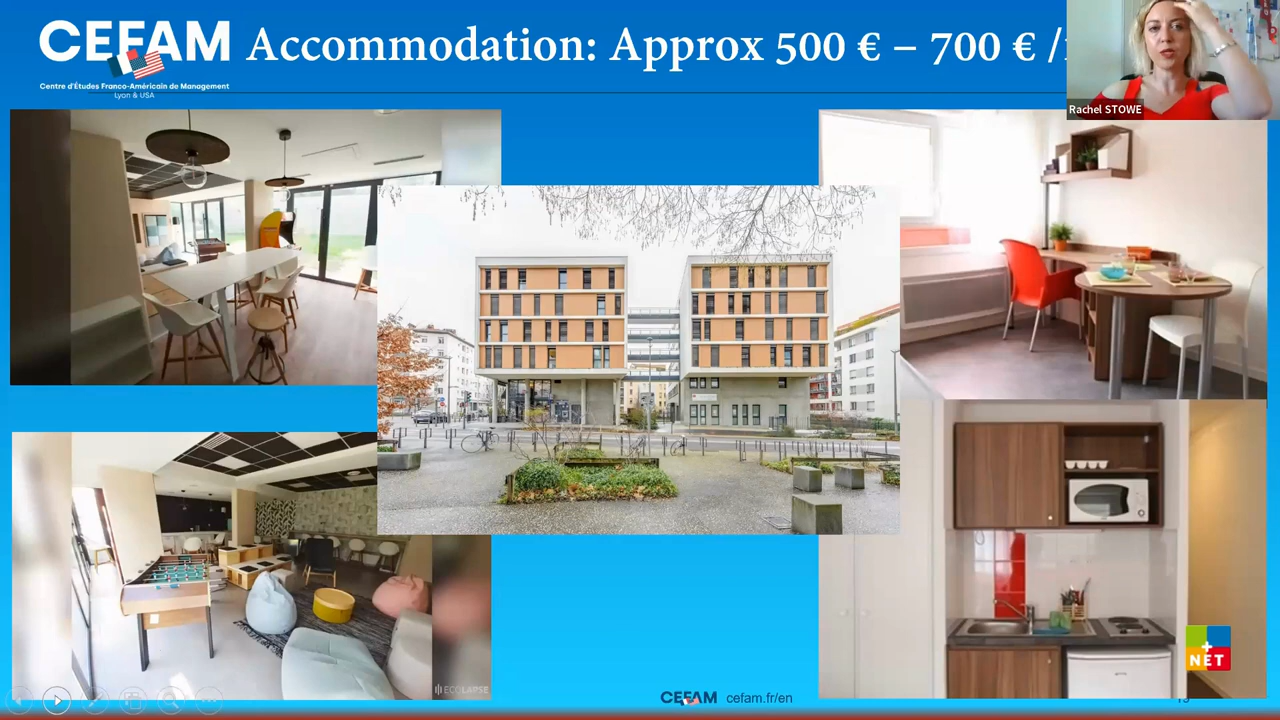 CEFAM
Centre d'Études Franco-Américain de Management
Lyon & USA
Accommodation: Approx 500 € – 700 € /
Rachel STOWE
ECOLAPSE
+
NET
CEFAM cefam.fr/en